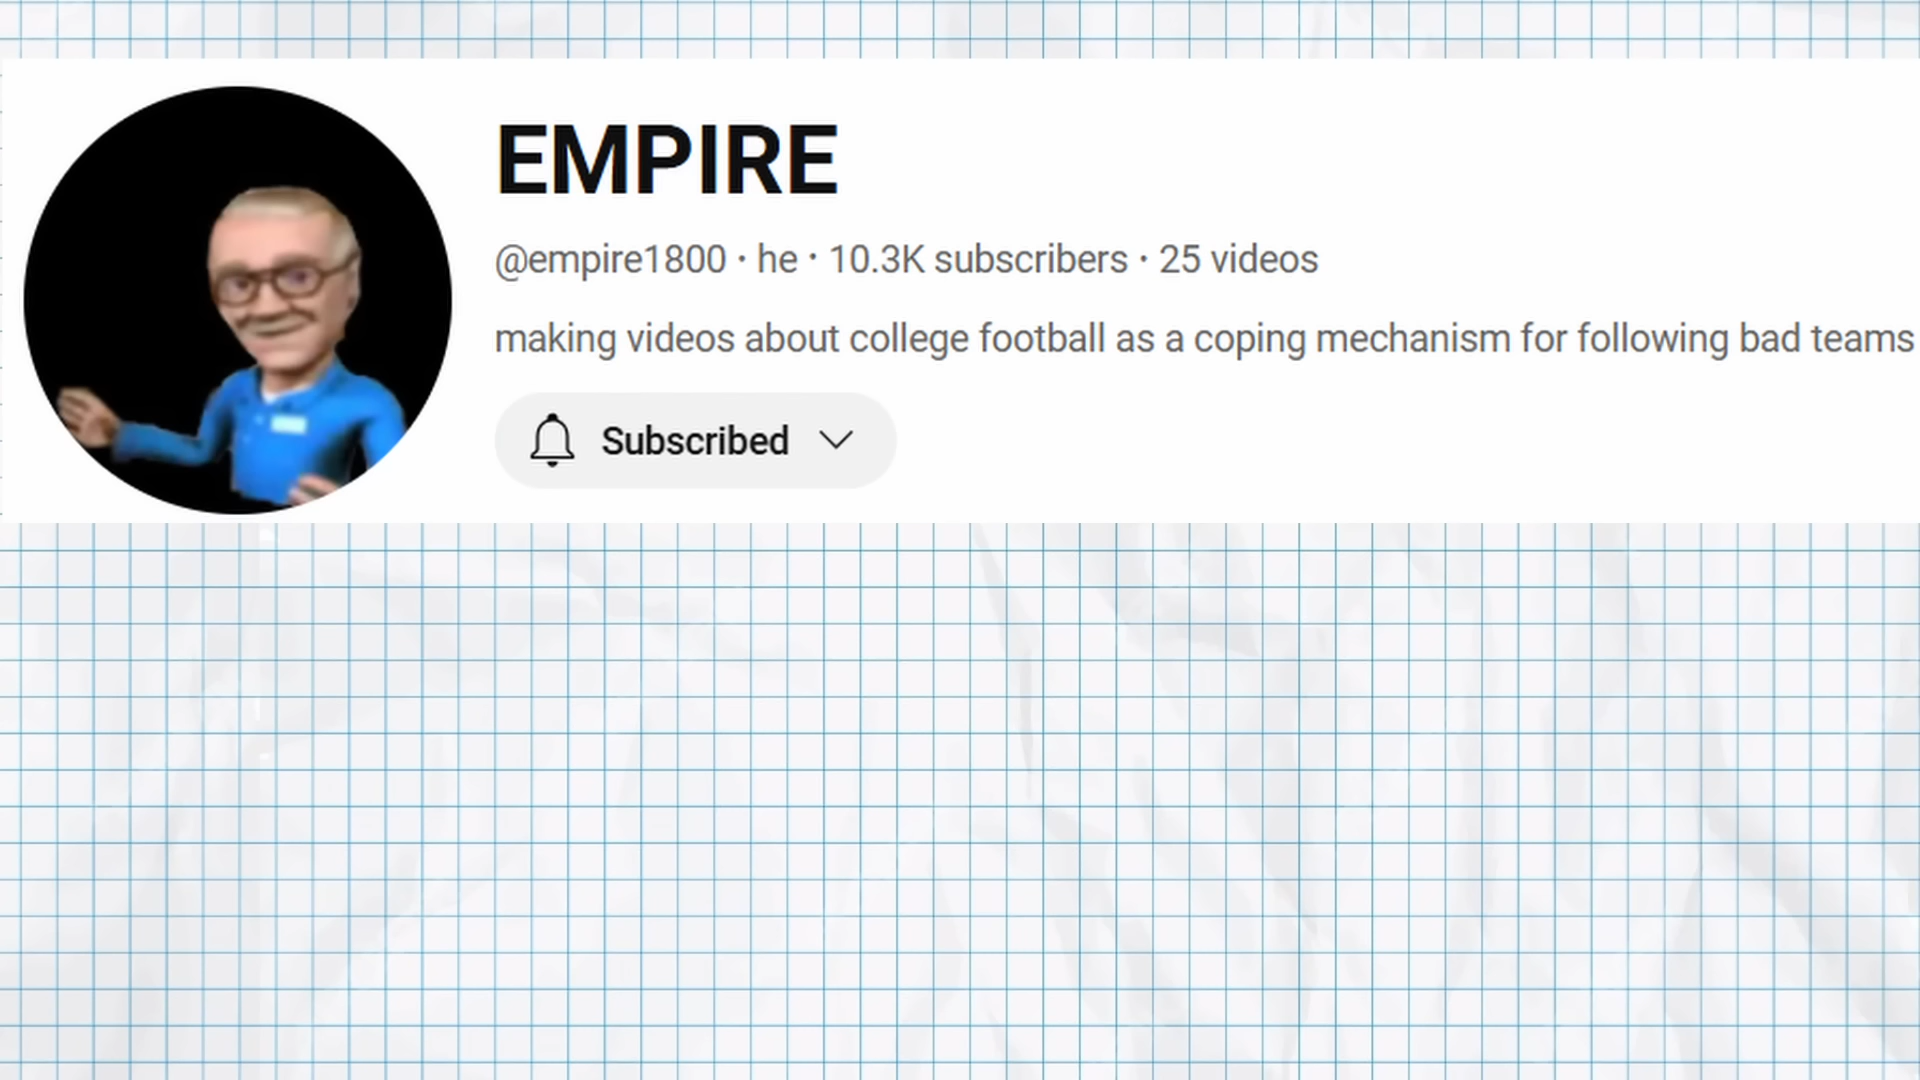 EMPIRE
@empire1800 · he · 10.3K subscribers · 25 videos
making videos about college football as a coping mechanism for following bad teams
Subscribed